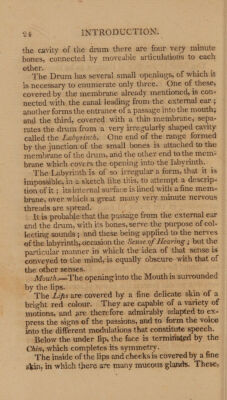 24 INTRODUCTION.
the cavity of the drum there are four very minute
bones, connected by moveable articulations to each
other.
The Drum has several small openings, of which it
is necessary to enumerate only three. One of these,
covered by the membrane already mentioned, is con-
nected with the canal leading from the external ear ;
another forms the entrance of a passage into the mouth;
and the third, covered with a thin membrane, sepa-
rates the drum from a very irregularly shaped cavity
called the Labyrinth. One end of the range formed
by the junction of the small bones is attached to the
membrane of the drum, and the other end to the mem-
brane which covers the opening into the labyrinth.
The Labyrinth is of so irregular a form, that it is
impossible, in a sketch like this, to attempt a descrip-
tion of it ; its internal surface is lined with a fine mem-
brane, over which a great many very minute nervous
threads are spread.
It is probable that the passage from the external ear
and the drum, with its bones, serve the purpose of col-
lecting sounds ; and these being applied to the nerves
of the labyrinth, occasion the Sense of Hearing ; but the
particular manner in which the idea of that sense is
conveyed to the mind, is equally obscure with that of
the other senses.
Mouth.—The opening into the Mouth is surrounded
by the lips.
The Lips are covered by a fine delicate skin of a
bright red colour. They are capable of a variety of
motions, and are therefore admirably adapted to ex-
press the signs of the passions, and to form the voice
into the different modulations that constitute speech.
Below the under lip, the face is terminated by the
Chin, which completes its symmetry.
The inside of the lips and cheeks is covered by a fine
skin, in which there are many mucous glands. These,